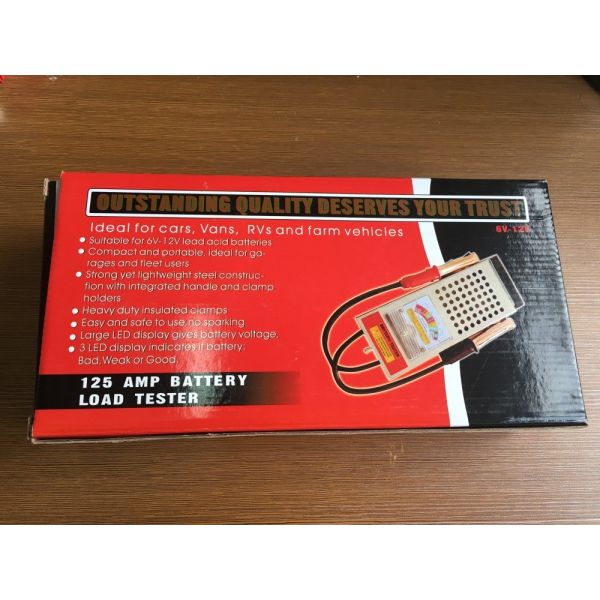 OUTSTANDING QUALITY DESERVES YOUR TRUST
6V-12V
Ideal for cars, Vans, RVs and farm vehicles
Suitable for 6V-12V lead acid batteries
Compact and portable, ideal for ga-
rages and fleet users
Strong yet lightweight steel construc-
tion with integrated handle and clamp
holders
Heavy duty insulated clamps
Easy and safe to use,no sparking
Large LED display gives battery voltage,
3 LED display indicates if battery:
Bad,Weak or Good.
125 AMP BATTERY
LOAD TESTER